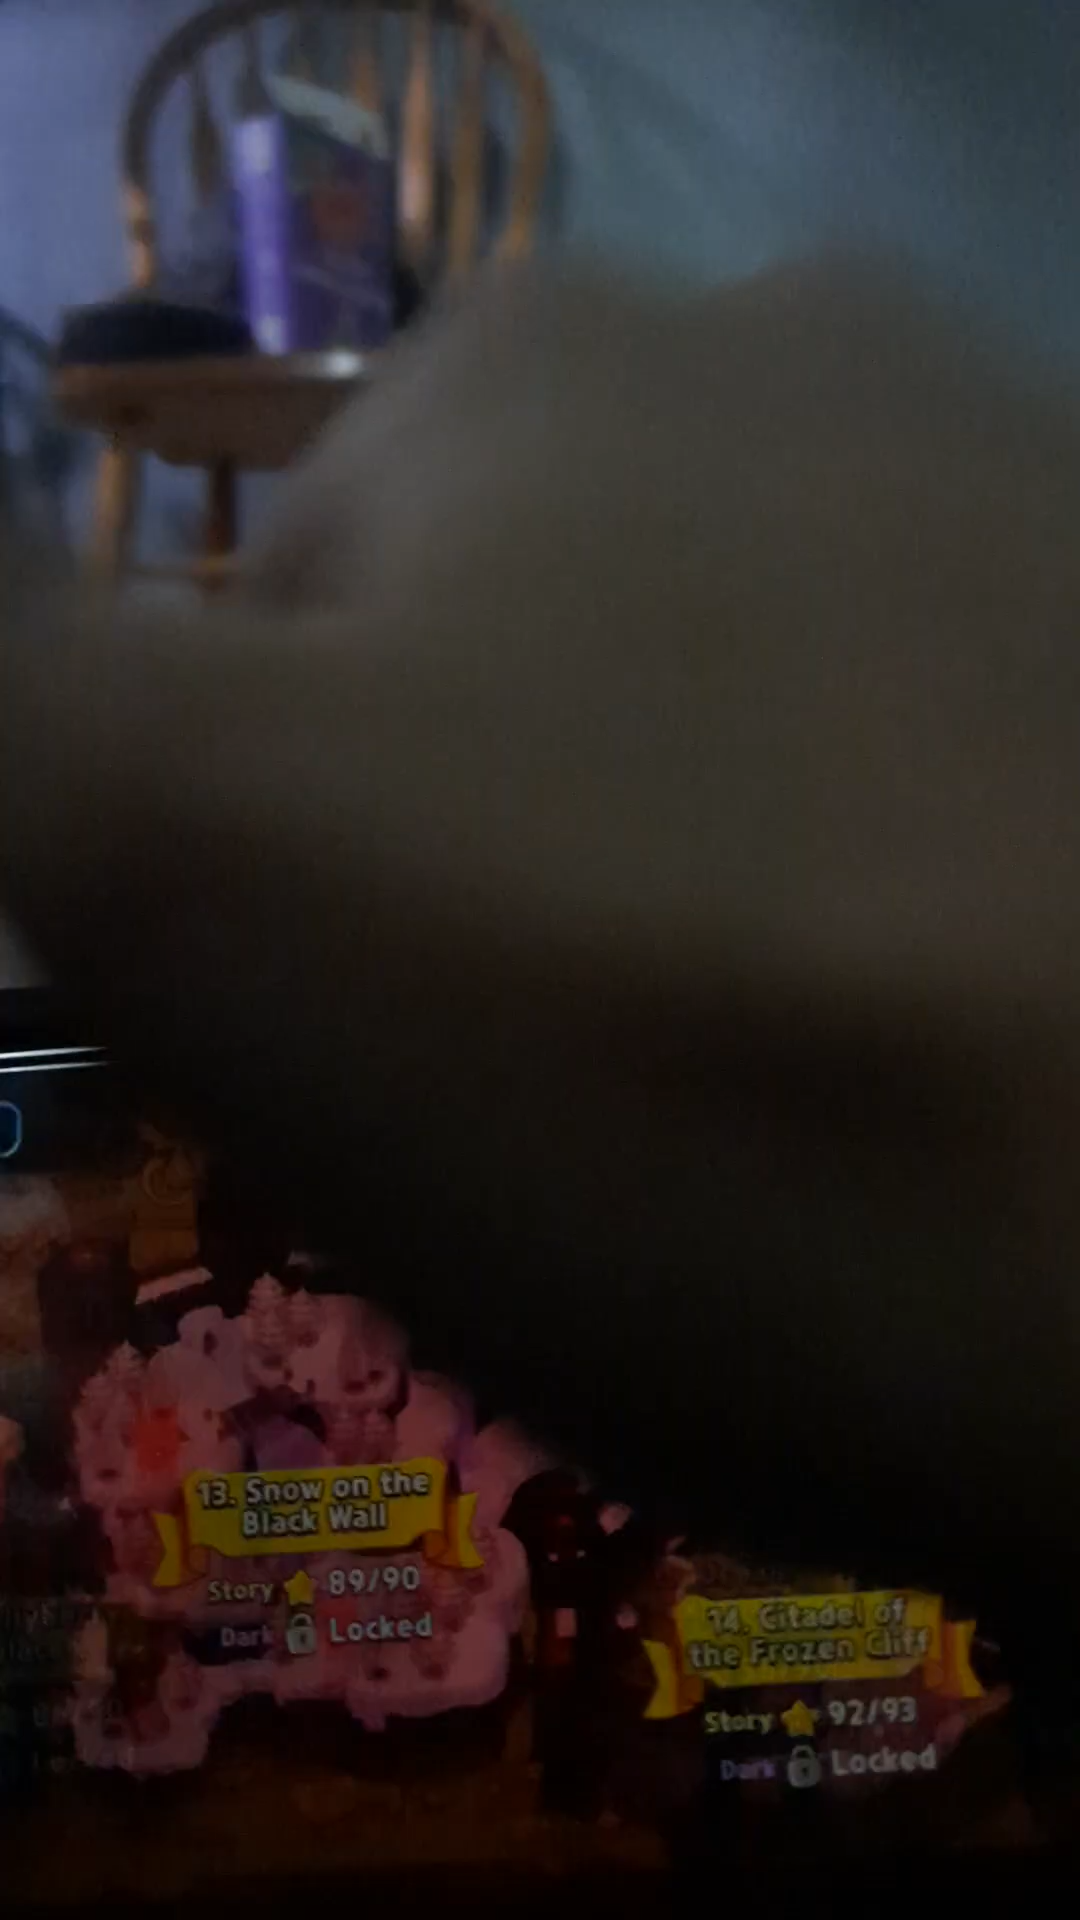 13. Snow on the
Black Wall
Story 89/90
Dark Locked
14. Citadel of
the Frozen Cliff
Story 92/93
Dark Locked